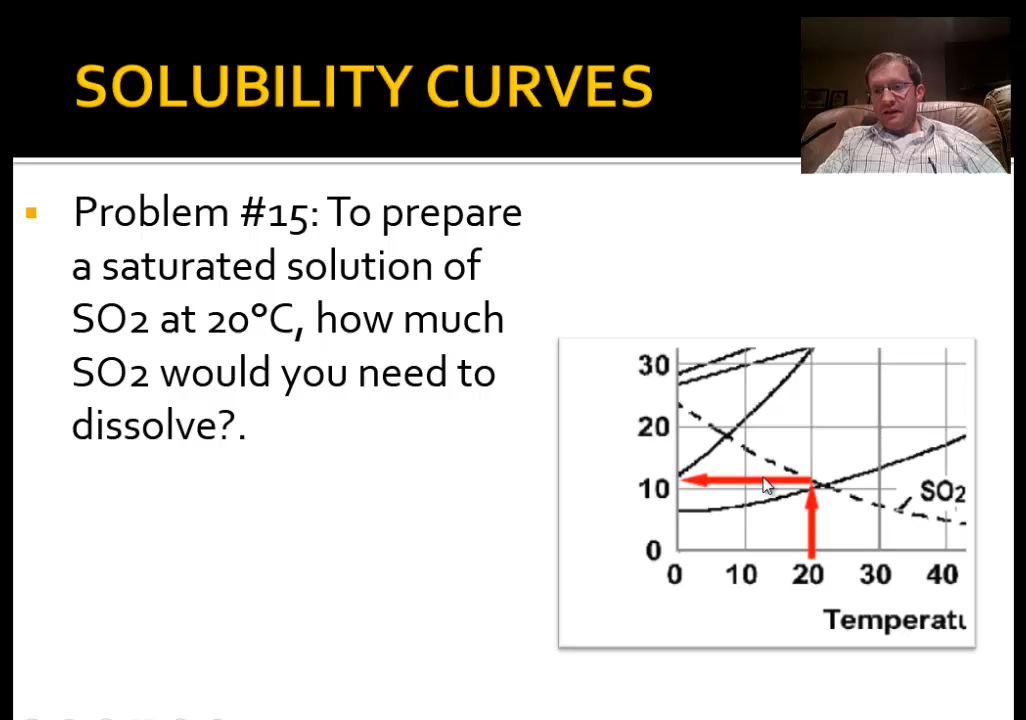 SOLUBILITY CURVES
Problem #15: To prepare
a saturated solution of
SO2 at 20°C, how much
SO2 would you need to
dissolve?.
30
20
10
0
SO2
0 10 20 30 40
Temperatu